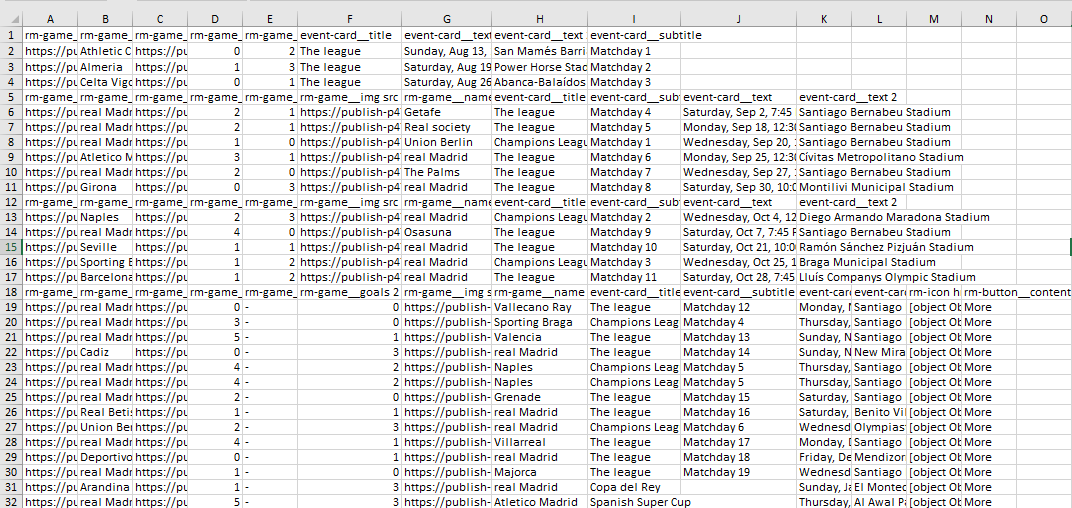 A B C D E F G H I J K L M N O
1 rm-game_ rm-game_ rm-game_ rm-game_ rm-game_ event-card__title event-card__text event-card__text event-card__subtitle
2 https://pu Athletic C https://pu 0 2 The league Sunday, Aug 13, San Mamés Barri Matchday 1
3 https://pu Almeria https://pu 1 3 The league Saturday, Aug 19 Power Horse Stad Matchday 2
4 https://pu Celta Vigo https://pu 0 1 The league Saturday, Aug 26 Abanca-Balaídos Matchday 3
5 rm-game_ rm-game_ rm-game_ rm-game_ rm-game_ rm-game__img src rm-game__name event-card__title event-card__sub event-card__text event-card__text 2
6 https://pu real Madr https://pu 2 1 https://publish-p4 Getafe The league Matchday 4 Saturday, Sep 2, 7:45 Santiago Bernabeu Stadium
7 https://pu real Madr https://pu 2 1 https://publish-p4 Real society The league Matchday 5 Monday, Sep 18, 12:30 Santiago Bernabeu Stadium
8 https://pu real Madr https://pu 1 0 https://publish-p4 Union Berlin Champions Leagu Matchday 1 Wednesday, Sep 20, 1 Santiago Bernabeu Stadium
9 https://pu Atletico M https://pu 3 1 https://publish-p4 real Madrid The league Matchday 6 Monday, Sep 25, 12:30 Cívitas Metropolitano Stadium
10 https://pu real Madr https://pu 2 0 https://publish-p4 The Palms The league Matchday 7 Wednesday, Sep 27, Santiago Bernabeu Stadium
11 https://pu Girona https://pu 0 3 https://publish-p4 real Madrid The league Matchday 8 Saturday, Sep 30, 10:0 Montilivi Municipal Stadium
12 rm-game_ rm-game_ rm-game_ rm-game_ rm-game_ rm-game__img src rm-game__name event-card__title event-card__sub event-card__text event-card__text 2
13 https://pu Naples https://pu 2 3 https://publish-p4 real Madrid Champions Leagu Matchday 2 Wednesday, Oct 4, 12 Diego Armando Maradona Stadium
14 https://pu real Madr https://pu 4 0 https://publish-p4 Osasuna The league Matchday 9 Saturday, Oct 7, 7:45 P Santiago Bernabeu Stadium
15 https://pu Seville https://pu 1 1 https://publish-p4 real Madrid The league Matchday 10 Saturday, Oct 21, 10:0 Ramón Sánchez Pizjuán Stadium
16 https://pu Sporting B https://pu 1 2 https://publish-p4 real Madrid Champions Leagu Matchday 3 Wednesday, Oct 25, 1 Braga Municipal Stadium
17 https://pu Barcelona https://pu 1 2 https://publish-p4 real Madrid The league Matchday 11 Saturday, Oct 28, 7:45 Lluís Companys Olympic Stadium
18 rm-game_ rm-game_ rm-game_ rm-game_ rm-game_ rm-game__goals 2 rm-game__img s rm-game__name event-card__title event-card__subtitle event-card event-card rm-icon h rm-button__content
19 https://pu real Madr https://pu 0 - 0 https://publish- Vallecano Ray The league Matchday 12 Monday, N Santiago [object Ob More
20 https://pu real Madr https://pu 3 - 0 https://publish- Sporting Braga Champions Leag Matchday 4 Thursday, Santiago [object Ob More
21 https://pu real Madr https://pu 5 - 1 https://publish- Valencia The league Matchday 13 Sunday, N Santiago [object Ob More
22 https://pu Cadiz https://pu 0 - 3 https://publish- real Madrid The league Matchday 14 Sunday, N New Mira [object Ob More
23 https://pu real Madr https://pu 4 - 2 https://publish- Naples Champions Leag Matchday 5 Thursday, Santiago [object Ob More
24 https://pu real Madr https://pu 4 - 2 https://publish- Naples Champions Leag Matchday 5 Thursday, Santiago [object Ob More
25 https://pu real Madr https://pu 2 - 0 https://publish- Grenade The league Matchday 15 Saturday, Santiago [object Ob More
26 https://pu Real Betis https://pu 1 - 1 https://publish- real Madrid The league Matchday 16 Saturday, Benito Vil [object Ob More
27 https://pu Union Ber https://pu 2 - 3 https://publish- real Madrid Champions Leag Matchday 6 Wednesd Olympias [object Ob More
28 https://pu real Madr https://pu 4 - 1 https://publish- Villarreal The league Matchday 17 Monday, D Santiago [object Ob More
29 https://pu Deportivo https://pu 0 - 1 https://publish- real Madrid The league Matchday 18 Friday, De Mendizor [object Ob More
30 https://pu real Madr https://pu 1 - 0 https://publish- Majorca The league Matchday 19 Wednesd Santiago [object Ob More
31 https://pu Arandina https://pu 1 - 3 https://publish- real Madrid Copa del Rey Sunday, Ja El Montec [object Ob More
32 https://pu real Madr https://pu 5 - 3 https://publish- Atletico Madrid Spanish Super Cup Thursday, Al Awal Pa [object Ob More